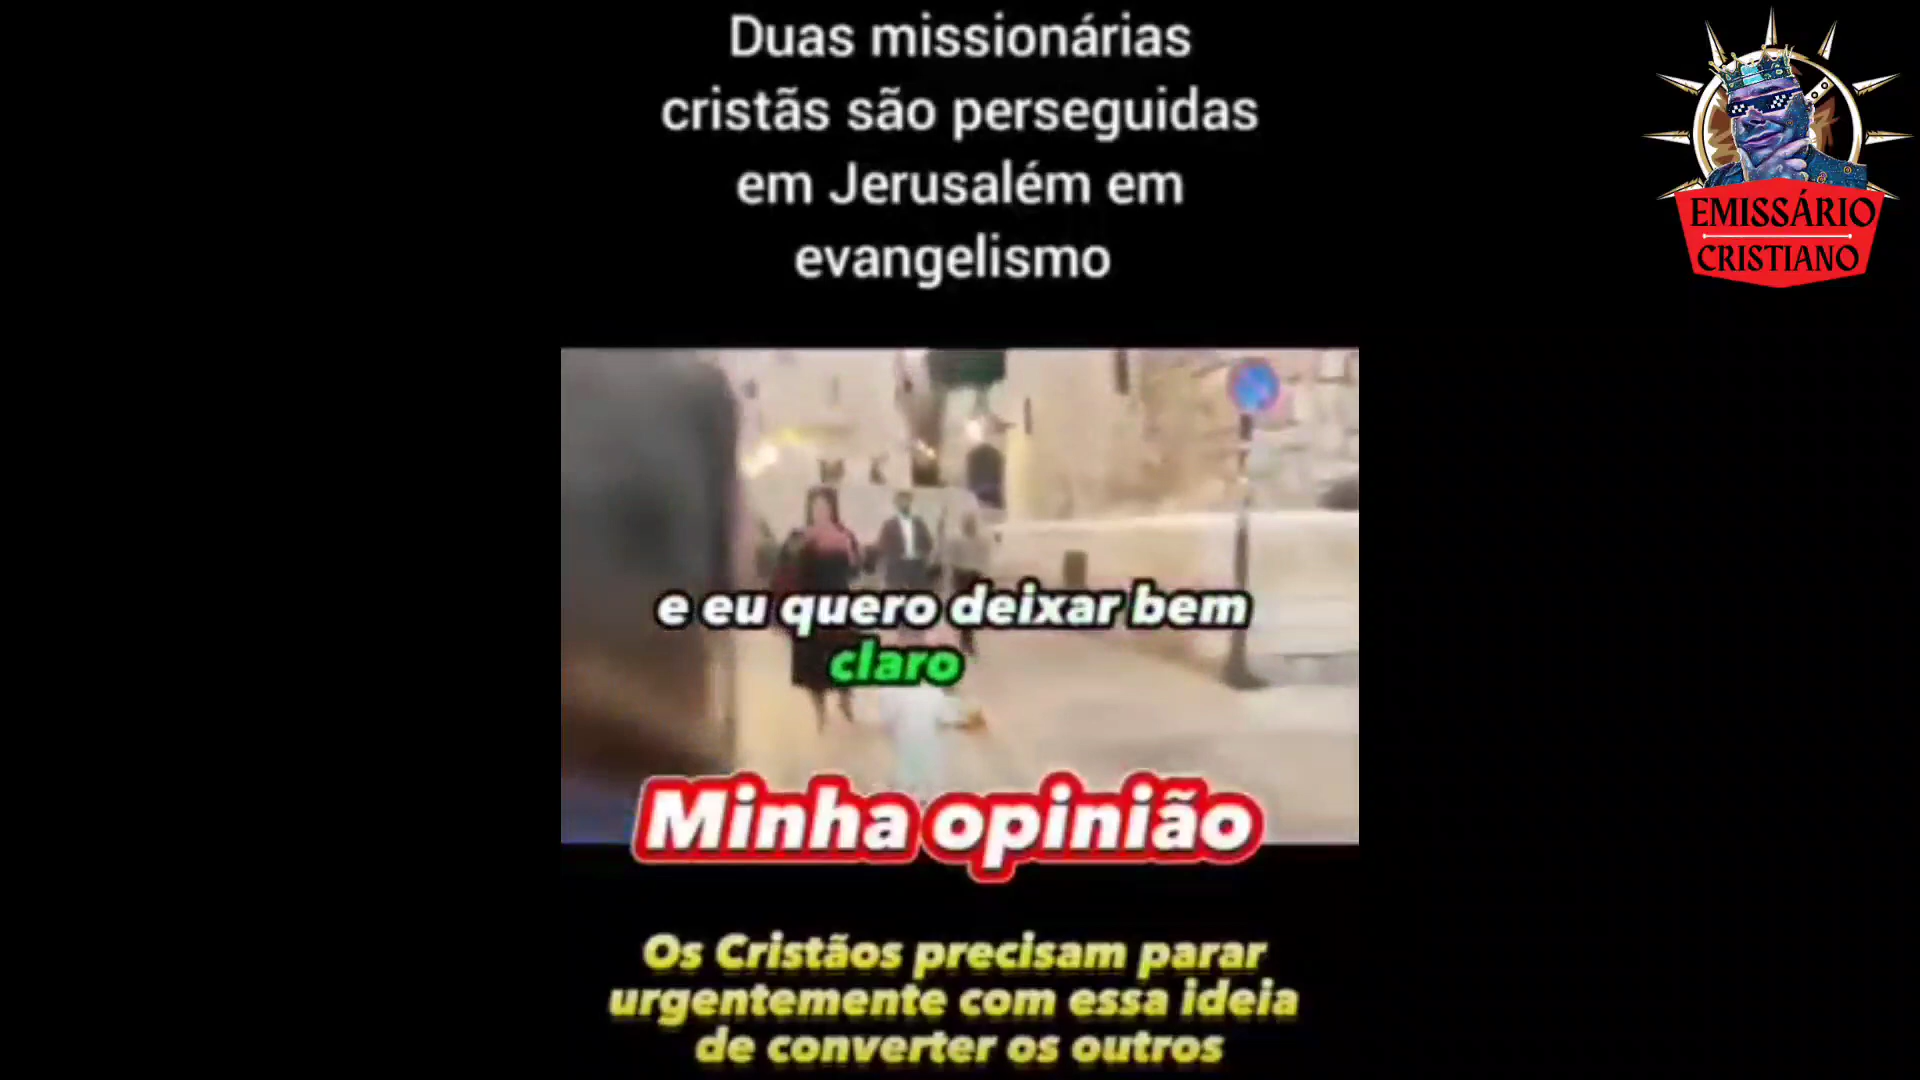 Duas missionárias
cristãs são perseguidas
em Jerusalém em
evangelismo
EMISSÁRIO
CRISTIANO
e eu quero deixar bem
claro
Minha opinião
Os Cristãos precisam parar
urgentemente com essa ideia
de converter os outros